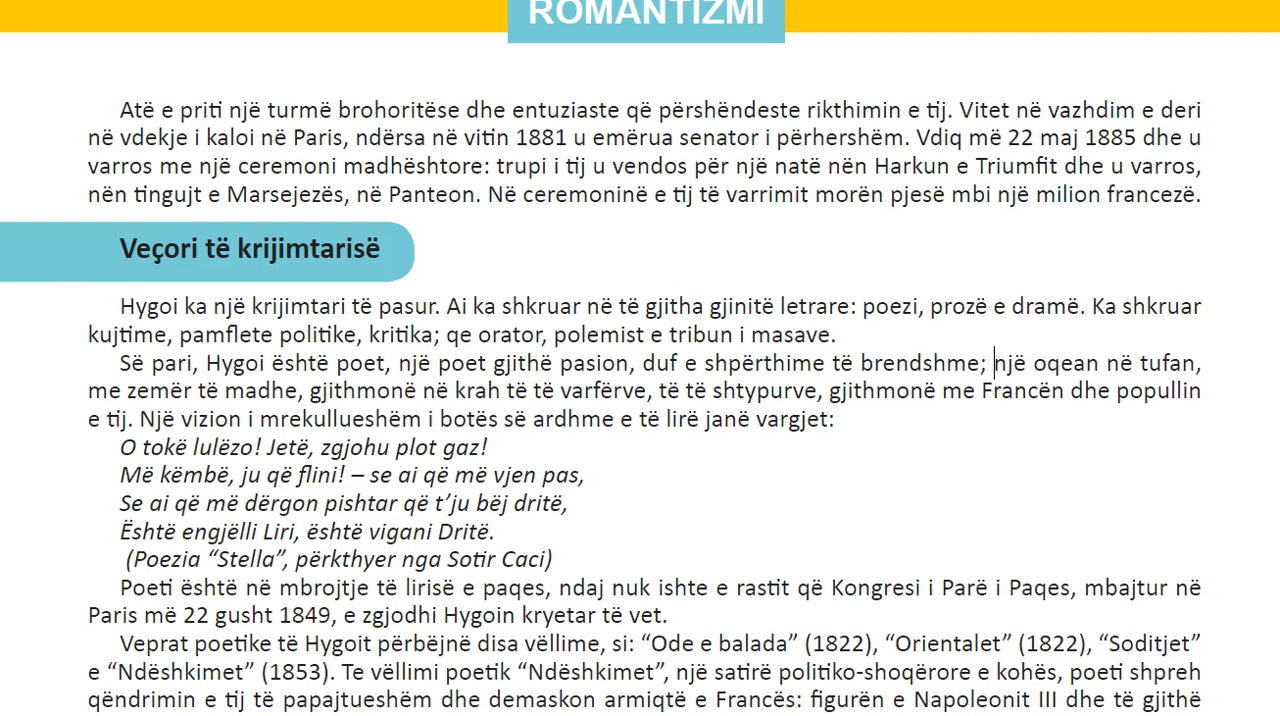 ROMANTIZMI
Atë e priti një turmë brohoritëse dhe entuziaste që përshëndeste rikthimin e tij. Vitet në vazhdim e deri
në vdekje i kaloi në Paris, ndërsa në vitin 1881 u emërua senator i përhershëm. Vdiq më 22 maj 1885 dhe u
varros me një ceremoni madhështore: trupi i tij u vendos për një natë nën Harkun e Triumfit dhe u varros,
nën tingujt e Marsejezës, në Panteon. Në ceremoninë e tij të varrimit morën pjesë mbi një milion francezë.
Veçori të krijimtarisë
Hygoi ka një krijimtari të pasur. Ai ka shkruar në të gjitha gjinitë letrare: poezi, prozë e dramë. Ka shkruar
kujtime, pamflete politike, kritika; qe orator, polemist e tribun i masave.
Së pari, Hygoi është poet, një poet gjithë pasion, duf e shpërthime të brendshme; një oqean në tufan,
me zemër të madhe, gjithmonë në krah të të varfërve, të të shtypurve, gjithmonë me Francën dhe popullin
e tij. Një vizion i mrekullueshëm i botës së ardhme e të lirë janë vargjet:
O tokë lulëzo! Jetë, zgjohu plot gaz!
Më këmbë, ju që flini! – se ai që më vjen pas,
Se ai që më dërgon pishtar që t’ju bëj dritë,
Është engjëlli Liri, është vigani Dritë.
(Poezia “Stella”, përkthyer nga Sotir Caci)
Poeti është në mbrojtje të lirisë e paqes, ndaj nuk ishte e rastit që Kongresi i Parë i Paqes, mbajtur në
Paris më 22 gusht 1849, e zgjodhi Hygoin kryetar të vet.
Veprat poetike të Hygoit përbëjnë disa vëllime, si: “Ode e balada” (1822), “Orientalet” (1822), “Soditjet”
e “Ndëshkimet” (1853). Te vëllimi poetik “Ndëshkimet”, një satirë politiko-shoqërore e kohës, poeti shpreh
qëndrimin e tij të papajtueshëm dhe demaskon armiqtë e Francës: figurën e Napoleonit III dhe të gjithë